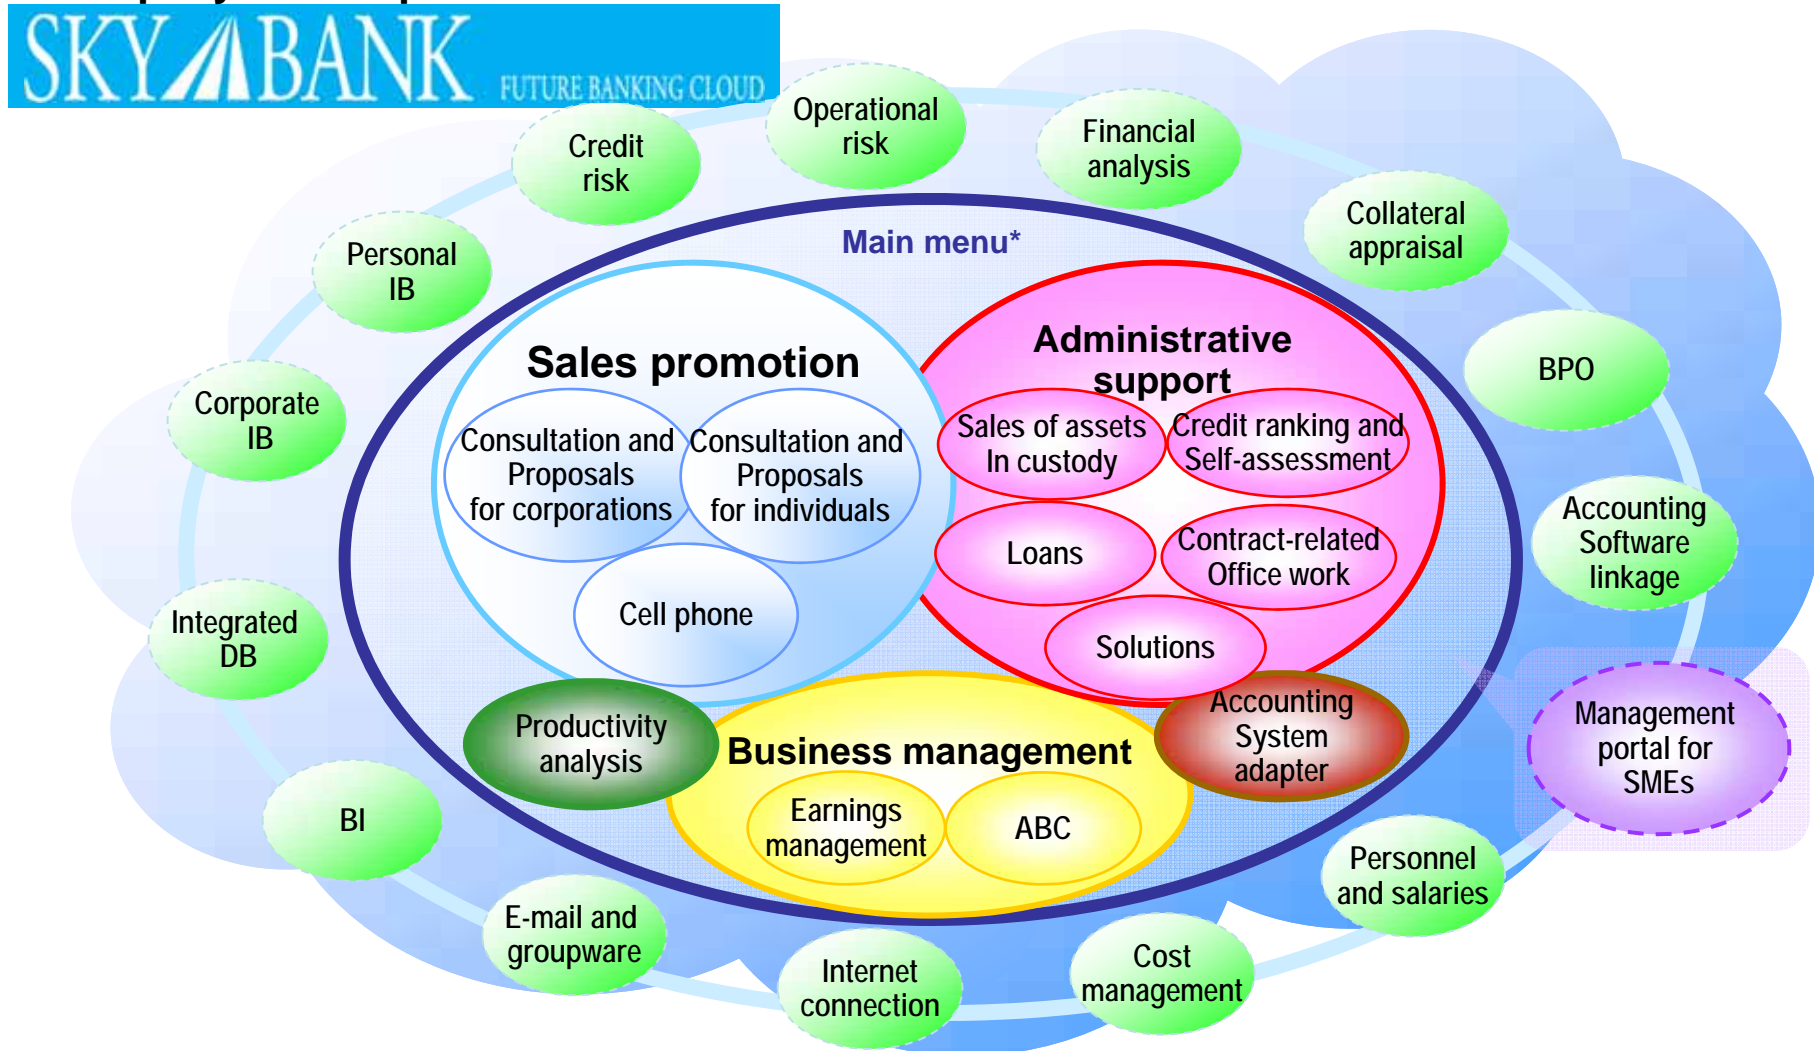 SKY BANK FUTURE BANKING CLOUD
Operational
risk
Credit
risk
Financial
analysis
Collateral
appraisal
Personal
IB
Main menu*
Corporate
IB
BPO
Sales promotion
Administrative
support
Consultation and
Proposals
for corporations
Consultation and
Proposals
for individuals
Cell phone
Sales of assets
In custody
Credit ranking and
Self-assessment
Loans
Contract-related
Office work
Solutions
Accounting
Software
linkage
Integrated
DB
Productivity
analysis
Business management
Earnings
management
ABC
Accounting
System
adapter
Management
portal for
SMEs
BI
Personnel
and salaries
E-mail and
groupware
Internet
connection
Cost
management